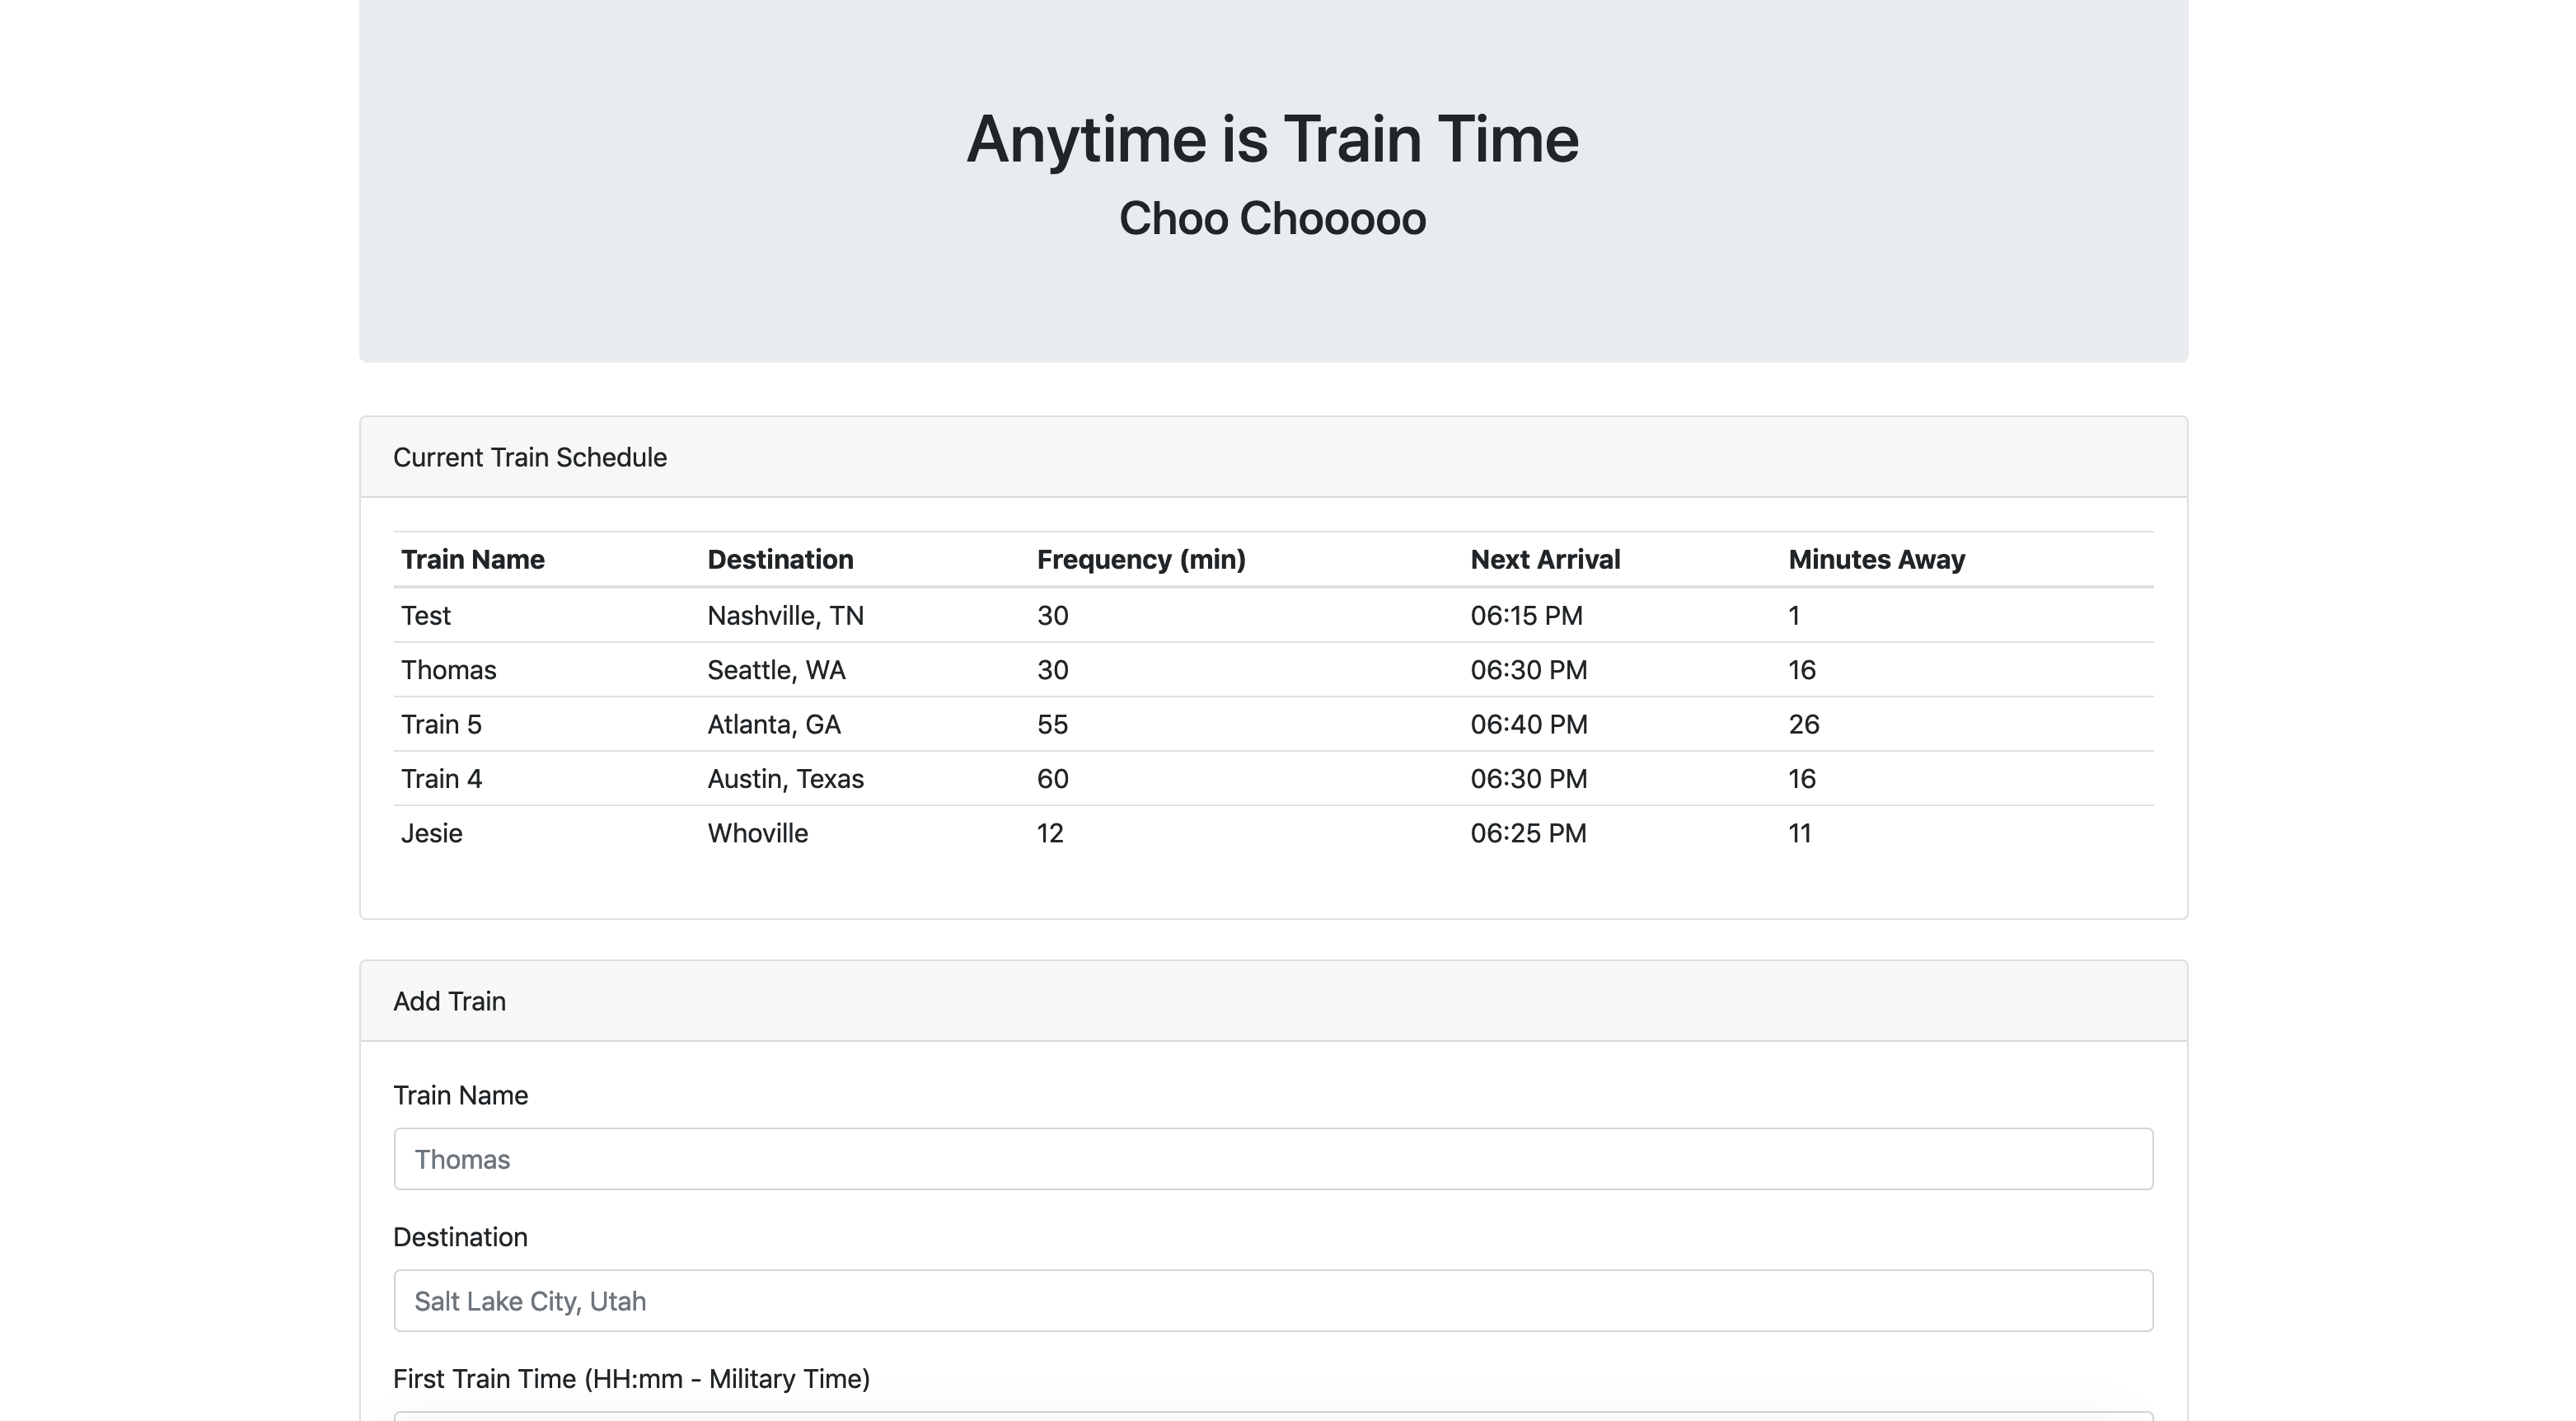 Anytime is Train Time
Choo Chooooo
Current Train Schedule
Train Name Destination Frequency (min) Next Arrival Minutes Away
Test Nashville, TN 30 06:15 PM 1
Thomas Seattle, WA 30 06:30 PM 16
Train 5 Atlanta, GA 55 06:40 PM 26
Train 4 Austin, Texas 60 06:30 PM 16
Jesie Whoville 12 06:25 PM 11
Add Train
Train Name
Thomas
Destination
Salt Lake City, Utah
First Train Time (HH:mm - Military Time)